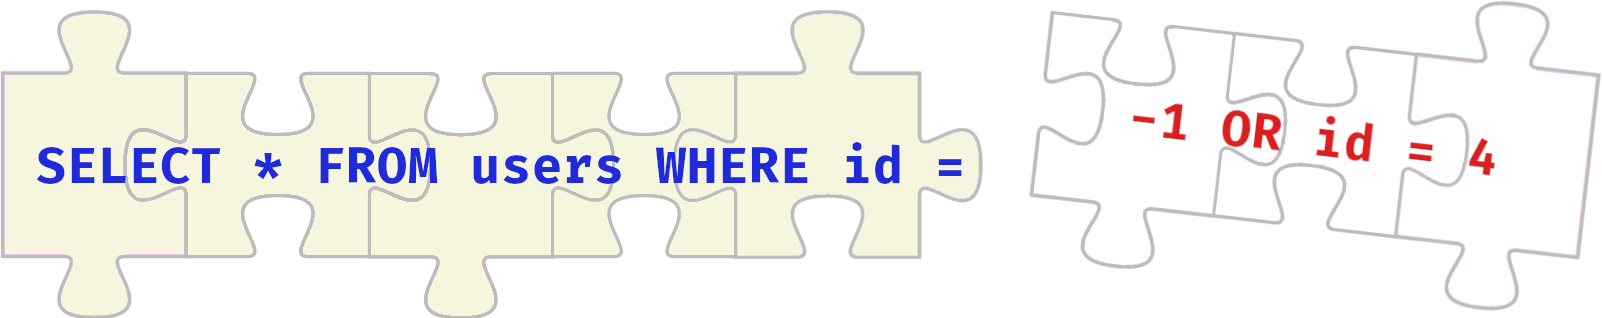 SELECT * FROM users WHERE id =
-1 OR id = 4